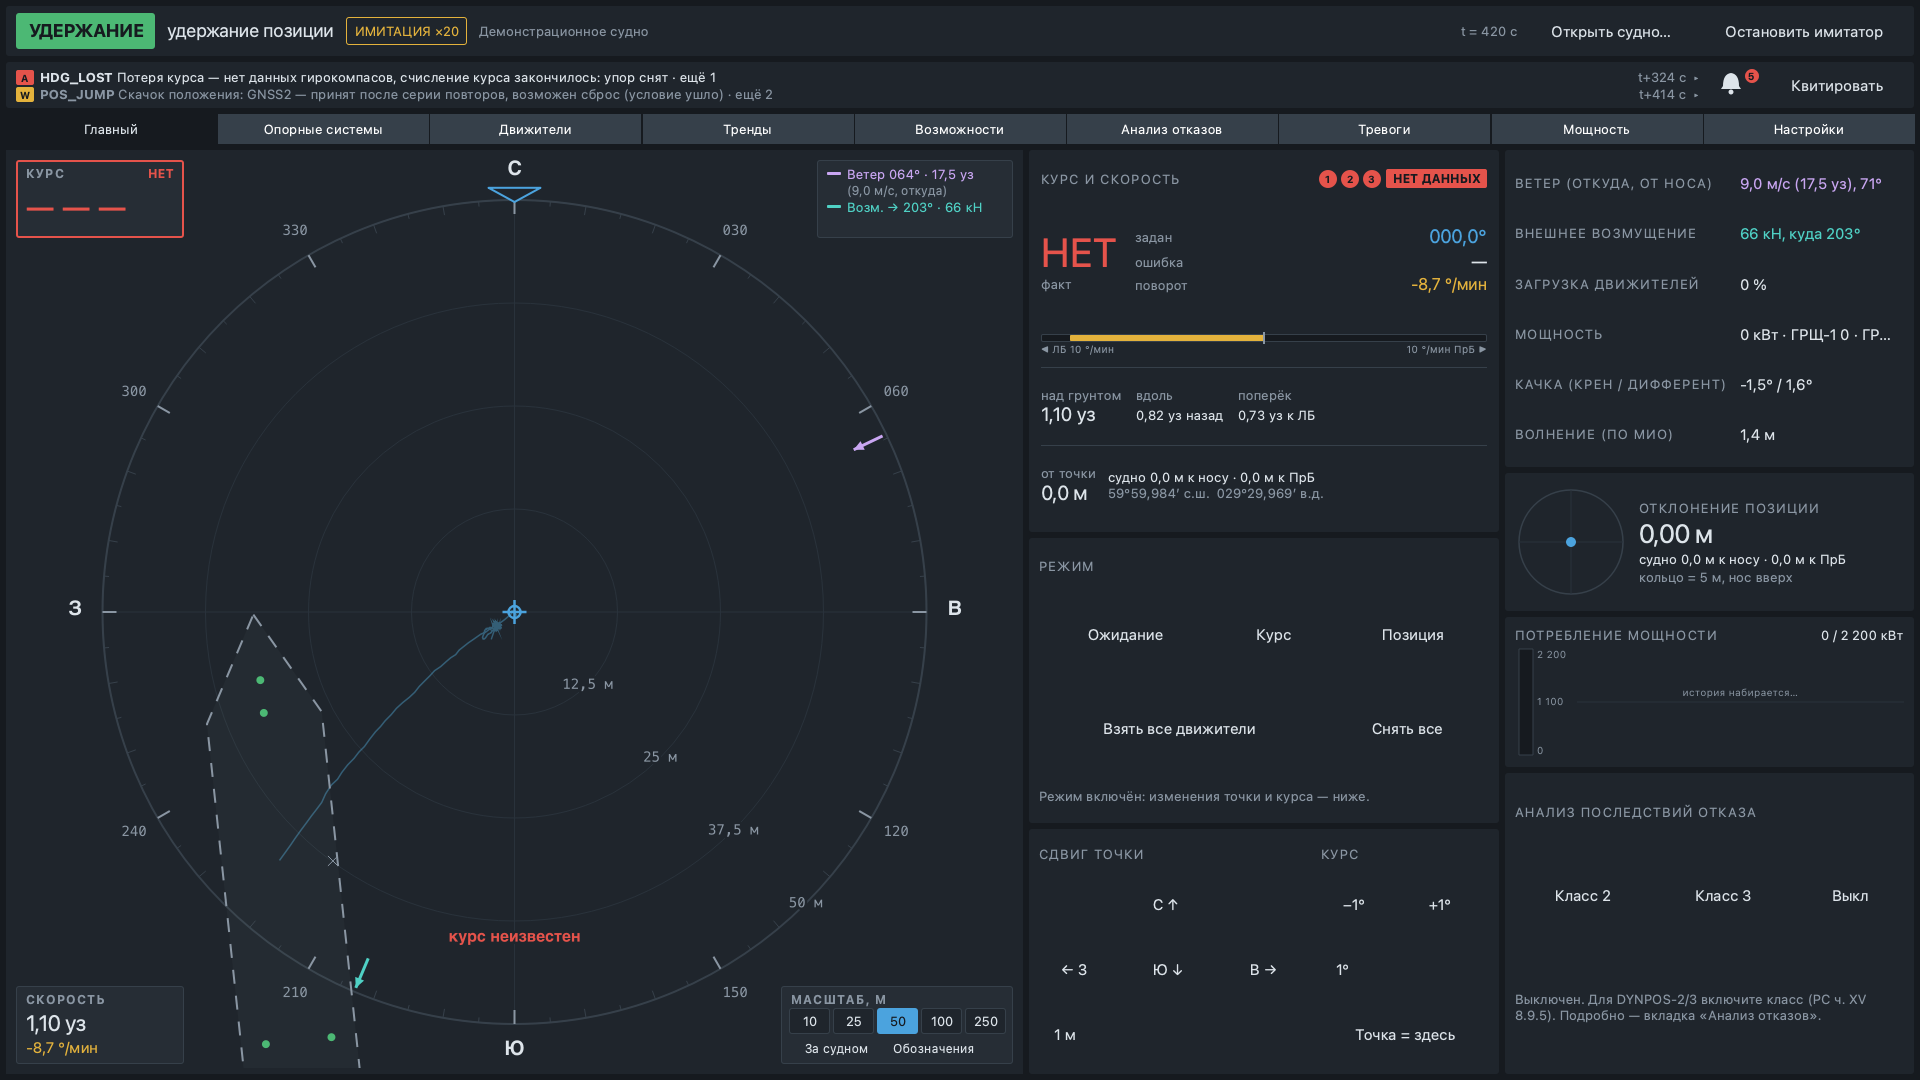 УДЕРЖАНИЕ удержание позиции ИМИТАЦИЯ ×20 Демонстрационное судно t = 420 с Открыть судно... Остановить имитатор
A HDG_LOST Потеря курса — нет данных гирокомпасов, счисление курса закончилось: упор снят · ещё 1 t+324 с
W POS_JUMP Скачок положения: GNSS2 — принят после серии повторов, возможен сброс (условие ушло) · ещё 2 t+414 с
5 Квитировать
Главный Опорные системы Движители Тренды Возможности Анализ отказов Тревоги Мощность Настройки
КУРС НЕТ
— — —
С
Ветер 064° · 17,5 уз
(9,0 м/с, откуда)
Возм. → 203° · 66 кН
330 030
300 060
З В
240 120
210 150
Ю
12,5 м
25 м
37,5 м
50 м
курс неизвестен
СКОРОСТЬ
1,10 уз
-8,7 °/мин
МАСШТАБ, М
10 25 50 100 250
За судном Обозначения
КУРС И СКОРОСТЬ 1 2 3 НЕТ ДАННЫХ
НЕТ
факт
задан 000,0°
ошибка —
поворот -8,7 °/мин
◀ ЛБ 10 °/мин 10 °/мин ПрБ ▶
над грунтом вдоль поперёк
1,10 уз 0,82 уз назад 0,73 уз к ЛБ
от точки судно 0,0 м к носу · 0,0 м к ПрБ
0,0 м 59°59,984′ с.ш. 029°29,969′ в.д.
РЕЖИМ
Ожидание Курс Позиция
Взять все движители Снять все
Режим включён: изменения точки и курса — ниже.
СДВИГ ТОЧКИ КУРС
С ↑ −1° +1°
← З Ю ↓ В → 1°
1 м Точка = здесь
ВЕТЕР (ОТКУДА, ОТ НОСА) 9,0 м/с (17,5 уз), 71°
ВНЕШНЕЕ ВОЗМУЩЕНИЕ 66 кН, куда 203°
ЗАГРУЗКА ДВИЖИТЕЛЕЙ 0 %
МОЩНОСТЬ 0 кВт · ГРЩ-1 0 · ГР...
КАЧКА (КРЕН / ДИФФЕРЕНТ) -1,5° / 1,6°
ВОЛНЕНИЕ (ПО МИО) 1,4 м
ОТКЛОНЕНИЕ ПОЗИЦИИ
0,00 м
судно 0,0 м к носу · 0,0 м к ПрБ
кольцо = 5 м, нос вверх
ПОТРЕБЛЕНИЕ МОЩНОСТИ 0 / 2 200 кВт
2 200
1 100
0
история набирается...
АНАЛИЗ ПОСЛЕДСТВИЙ ОТКАЗА
Класс 2 Класс 3 Выкл
Выключен. Для DYNPOS-2/3 включите класс (РС ч. XV
8.9.5). Подробно — вкладка «Анализ отказов».